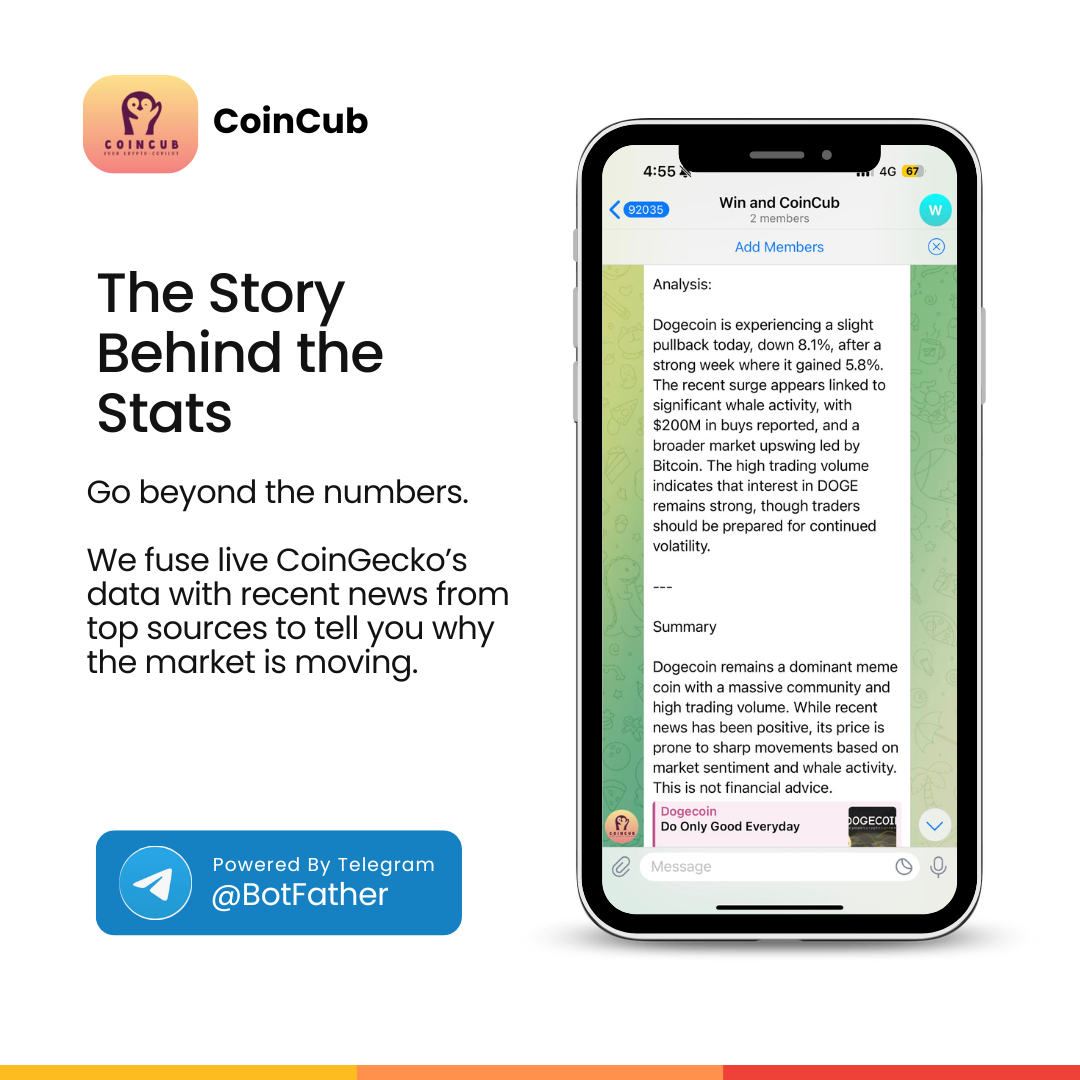 COINCUB
YOUR CRYPTO COPILOT
CoinCub
The Story
Behind the
Stats
Go beyond the numbers.
We fuse live CoinGecko’s
data with recent news from
top sources to tell you why
the market is moving.
Powered By Telegram
@BotFather
4:55
4G 67
92035
Win and CoinCub
2 members
W
Add Members
Analysis:
Dogecoin is experiencing a slight
pullback today, down 8.1%, after a
strong week where it gained 5.8%.
The recent surge appears linked to
significant whale activity, with
$200M in buys reported, and a
broader market upswing led by
Bitcoin. The high trading volume
indicates that interest in DOGE
remains strong, though traders
should be prepared for continued
volatility.
---
Summary
Dogecoin remains a dominant meme
coin with a massive community and
high trading volume. While recent
news has been positive, its price is
prone to sharp movements based on
market sentiment and whale activity.
This is not financial advice.
Dogecoin
Do Only Good Everyday
DOGECOI
COINCUB
Message